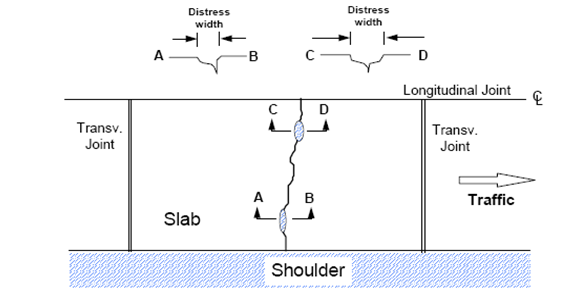 Distress
width
Distress
width
A
B
C
D
Longitudinal Joint
℄
C
D
Transv.
Joint
Transv.
Joint
A
B
Traffic
Slab
Shoulder